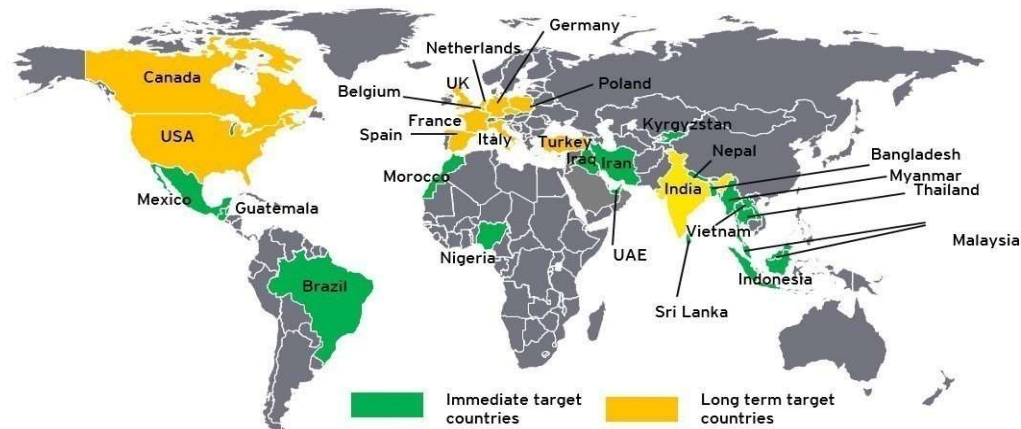 Germany
Netherlands
Canada
UK
Poland
Belgium
France
Kyrgyzstan
USA
Spain
Italy
Turkey
Nepal
Bangladesh
Iraq
Iran
Myanmar
Morocco
India
Thailand
Mexico
Guatemala
Vietnam
Malaysia
Nigeria
UAE
Indonesia
Brazil
Sri Lanka
Immediate target
countries
Long term target
countries